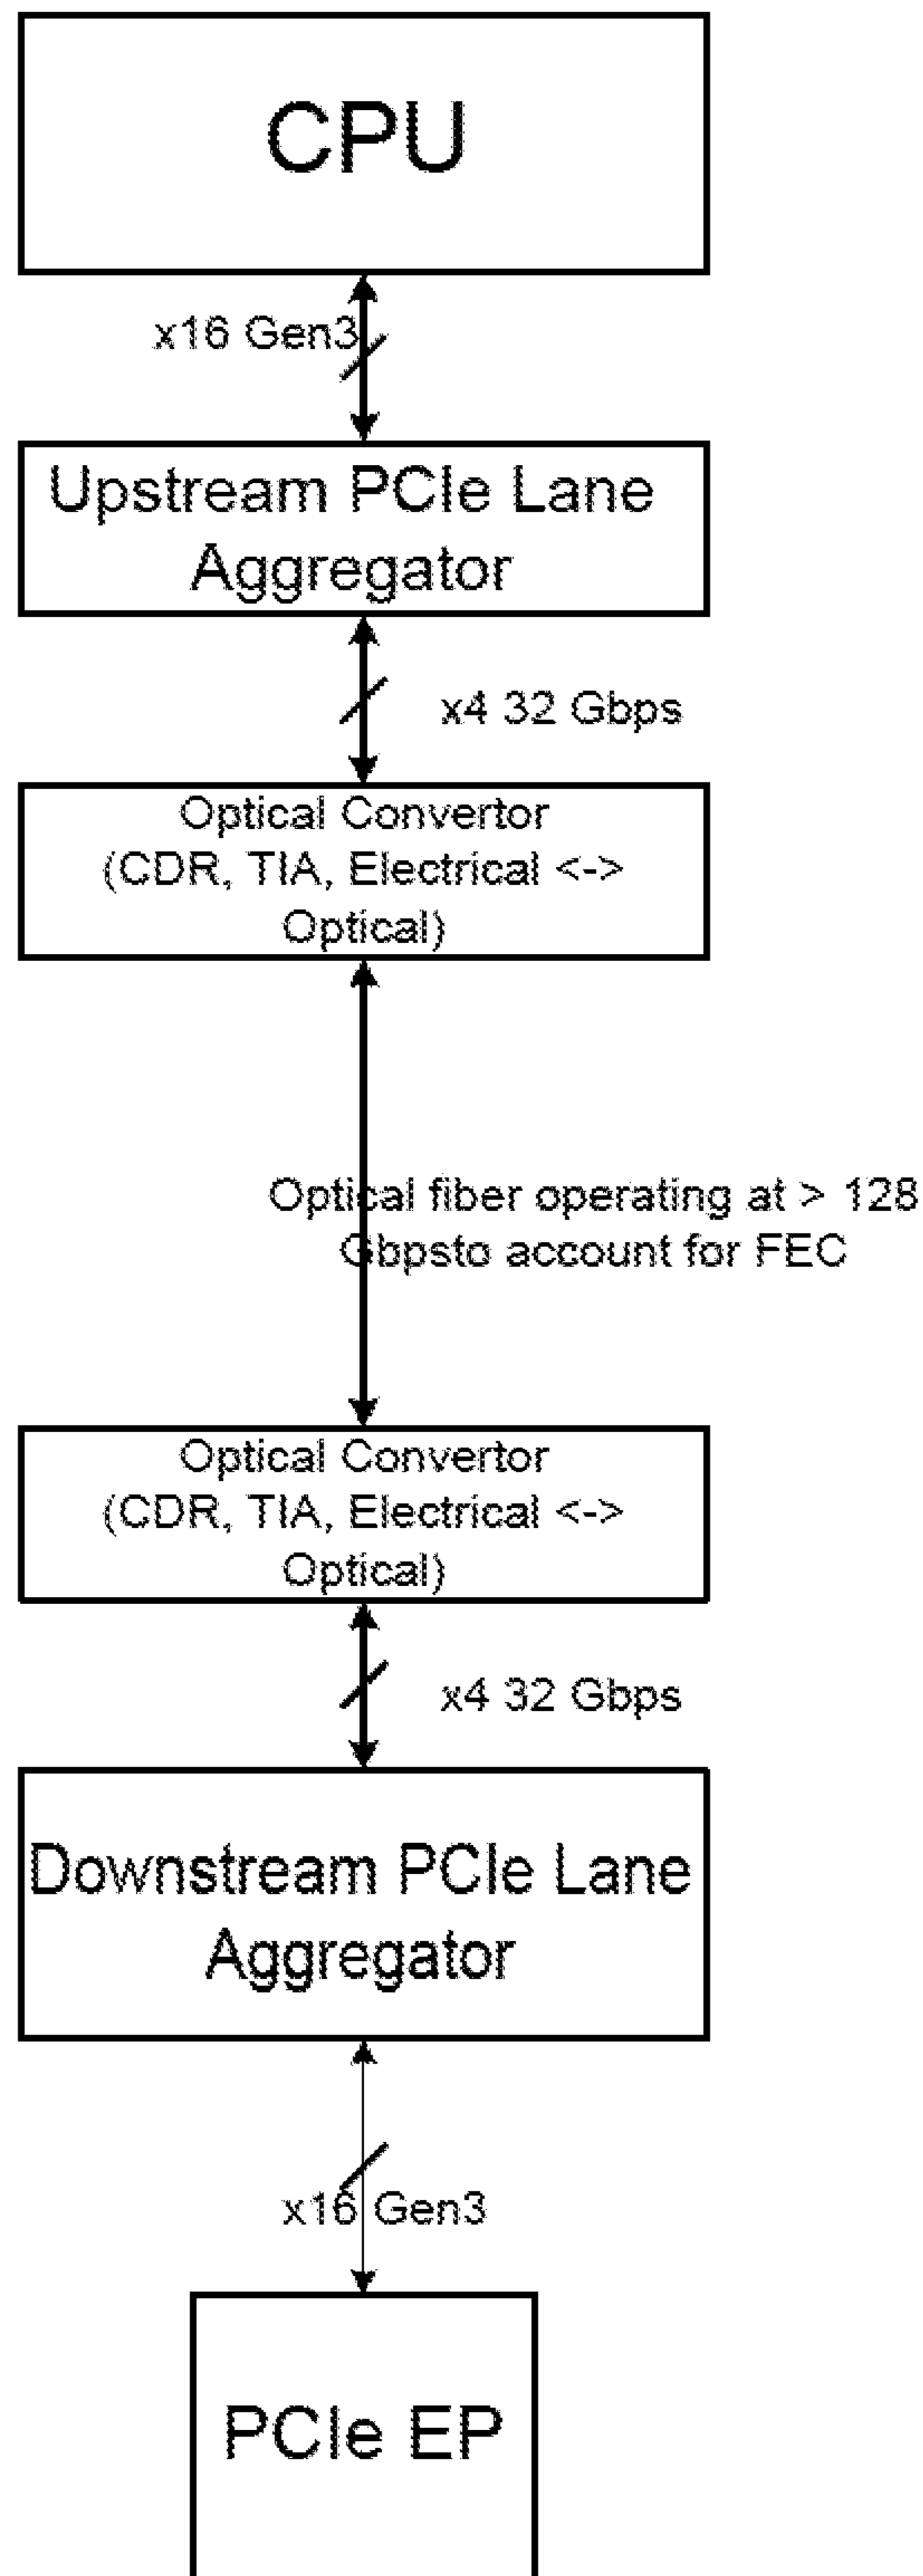 CPU
x16 Gen3
Upstream PCIe Lane
Aggregator
x4 32 Gbps
Optical Convertor
(CDR, TIA, Electrical <->
Optical)
Optical fiber operating at > 128
Gbpsto account for FEC
Optical Convertor
(CDR, TIA, Electrical <->
Optical)
x4 32 Gbps
Downstream PCIe Lane
Aggregator
x16 Gen3
PCIe EP